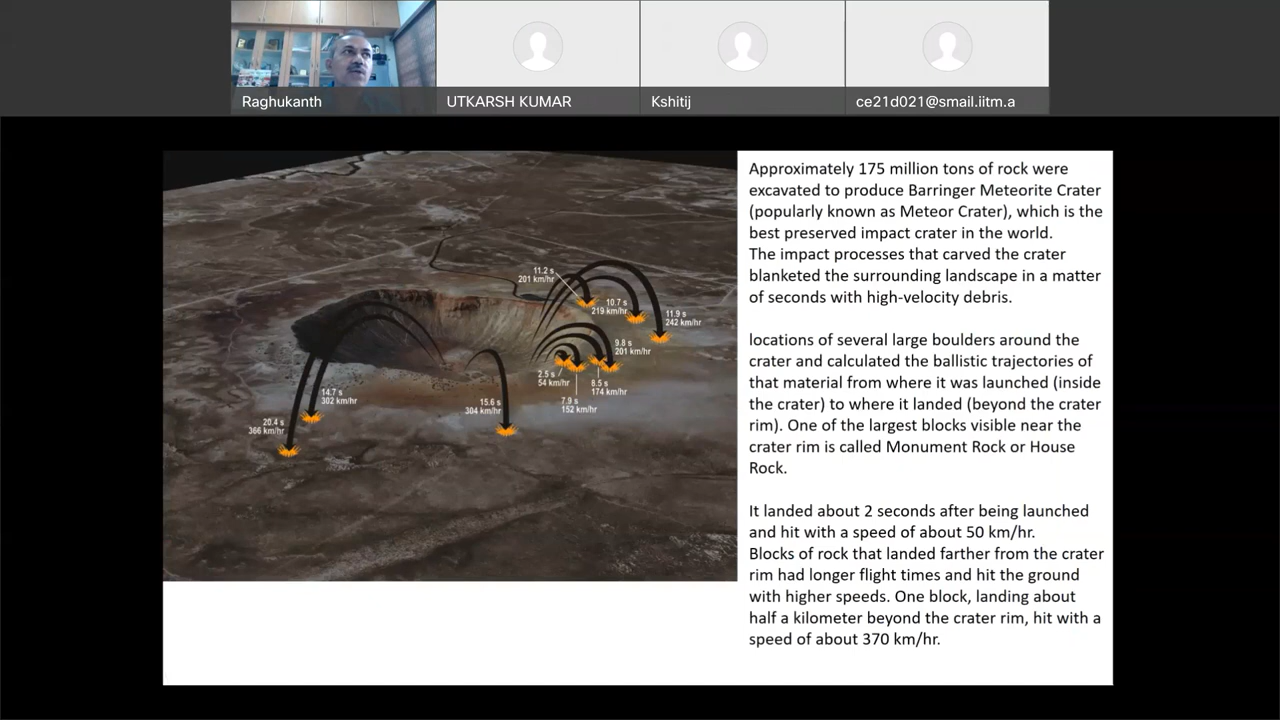 Raghukanth
UTKARSH KUMAR
Kshitij
ce21d021@smail.iitm.a
11.2 s
201 km/hr
10.7 s
219 km/hr
11.9 s
242 km/hr
9.8 s
201 km/hr
2.5 s
54 km/hr
8.5 s
174 km/hr
7.9 s
152 km/hr
14.7 s
302 km/hr
15.6 s
304 km/hr
20.4 s
366 km/hr
Approximately 175 million tons of rock were
excavated to produce Barringer Meteorite Crater
(popularly known as Meteor Crater), which is the
best preserved impact crater in the world.
The impact processes that carved the crater
blanketed the surrounding landscape in a matter
of seconds with high-velocity debris.
locations of several large boulders around the
crater and calculated the ballistic trajectories of
that material from where it was launched (inside
the crater) to where it landed (beyond the crater
rim). One of the largest blocks visible near the
crater rim is called Monument Rock or House
Rock.
It landed about 2 seconds after being launched
and hit with a speed of about 50 km/hr.
Blocks of rock that landed farther from the crater
rim had longer flight times and hit the ground
with higher speeds. One block, landing about
half a kilometer beyond the crater rim, hit with a
speed of about 370 km/hr.